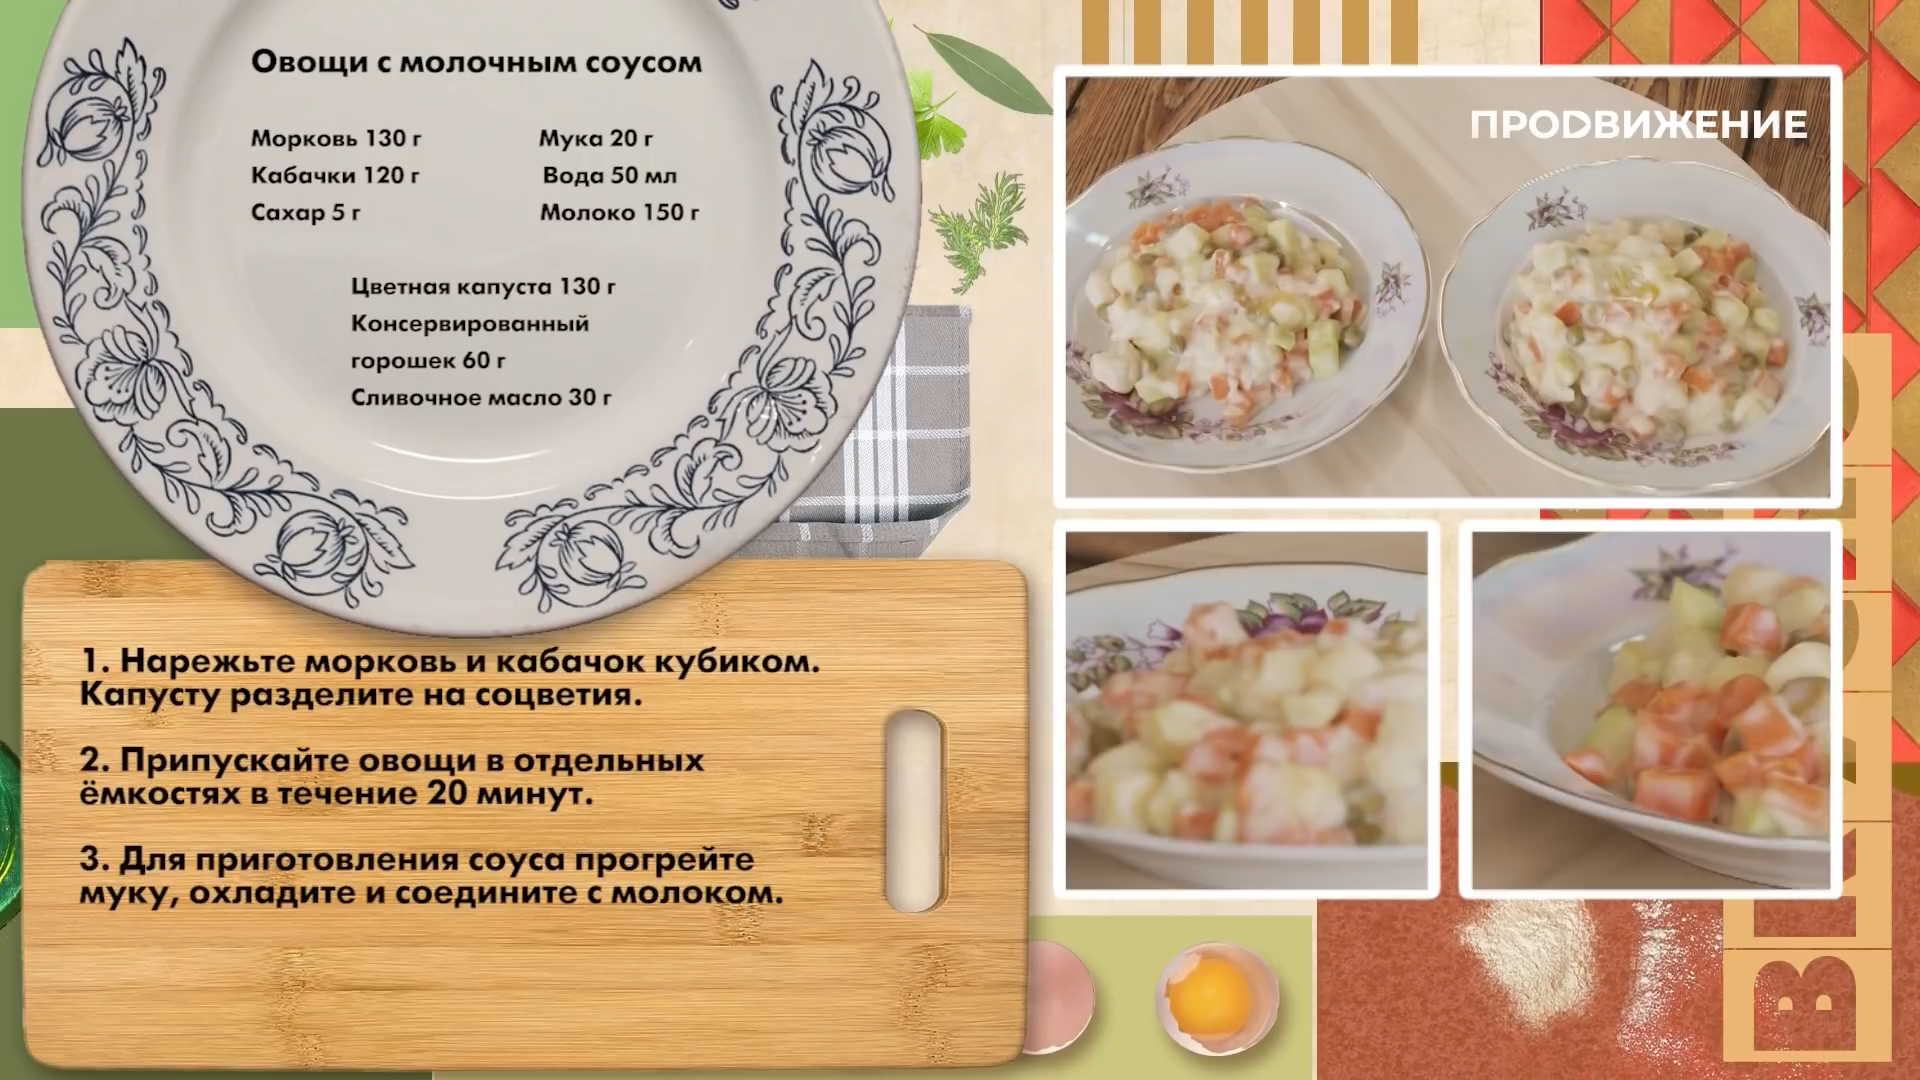 Овощи с молочным соусом
Морковь 130 г
Кабачки 120 г
Сахар 5 г
Мука 20 г
Вода 50 мл
Молоко 150 г
Цветная капуста 130 г
Консервированный
горошек 60 г
Сливочное масло 30 г
1. Нарежьте морковь и кабачок кубиком.
Капусту разделите на соцветия.
2. Припускайте овощи в отдельных
ёмкостях в течение 20 минут.
3. Для приготовления соуса прогрейте
муку, охладите и соедините с молоком.
ПРОДВИЖЕНИЕ